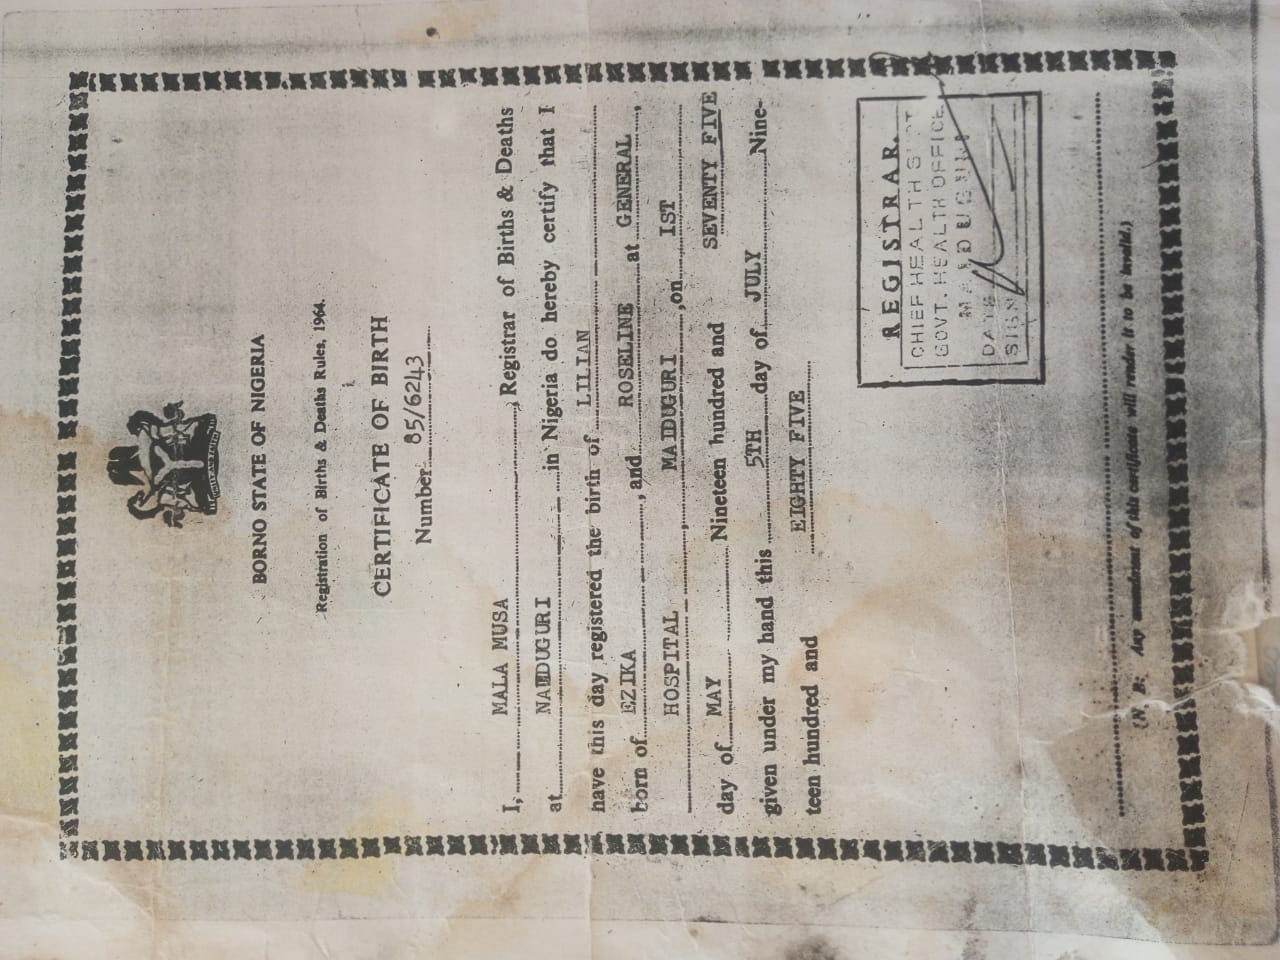 BORNO STATE OF NIGERIA
Registration of Births & Deaths Rules, 1964.
CERTIFICATE OF BIRTH
Number 85/6243
I, MALA MUSA, Registrar of Births & Deaths
at NAIDUGURI in Nigeria do hereby certify that I
have this day registered the birth of LILIAN
born of EZIKA, and ROSELINE at GENERAL,
HOSPITAL, MAIDUGURI, on IST
day of MAY Nineteen hundred and SEVENTY FIVE
given under my hand this 5TH day of JULY Nine-
teen hundred and EIGHTY FIVE
REGISTRAR.
CHIEF HEALTH SUPT
GOVT. HEALTH OFFICE.
MAIDUGURI
DATE
SIGN
(N. B: Any amendment of this certificate will render it to be invalid.)